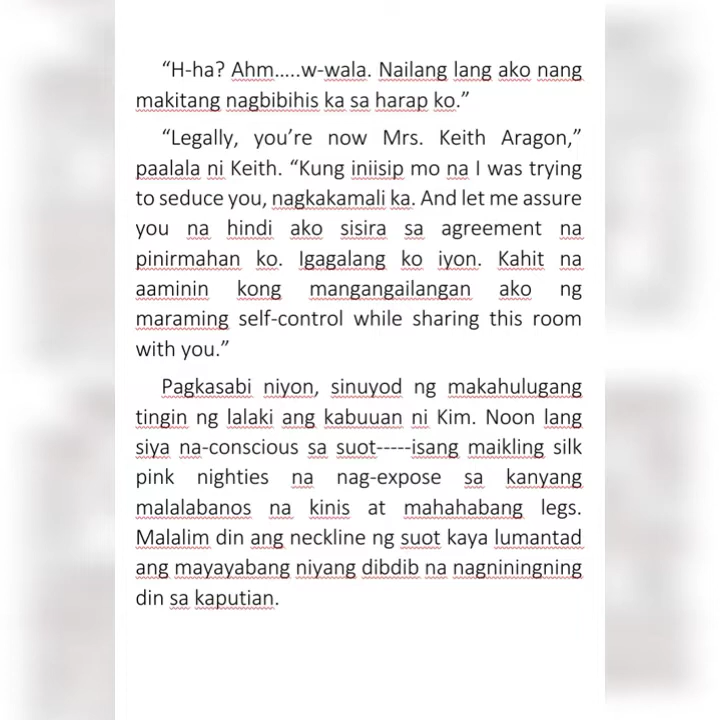 “H-ha? Ahm.....w-wala. Nailang lang ako nang
makitang nagbibihis ka sa harap ko.”
“Legally, you’re now Mrs. Keith Aragon,”
paalala ni Keith. “Kung iniisip mo na I was trying
to seduce you, nagkakamali ka. And let me assure
you na hindi ako sisira sa agreement na
pinirmahan ko. Igagalang ko iyon. Kahit na
aaminin kong mangangailangan ako ng
maraming self-control while sharing this room
with you.”
Pagkasabi niyon, sinuyod ng makahulugang
tingin ng lalaki ang kabuuan ni Kim. Noon lang
siya na-conscious sa suot-----isang maikling silk
pink nighties na nag-expose sa kanyang
malalabanos na kinis at mahahabang legs.
Malalim din ang neckline ng suot kaya lumantad
ang mayayabang niyang dibdib na nagniningning
din sa kaputian.